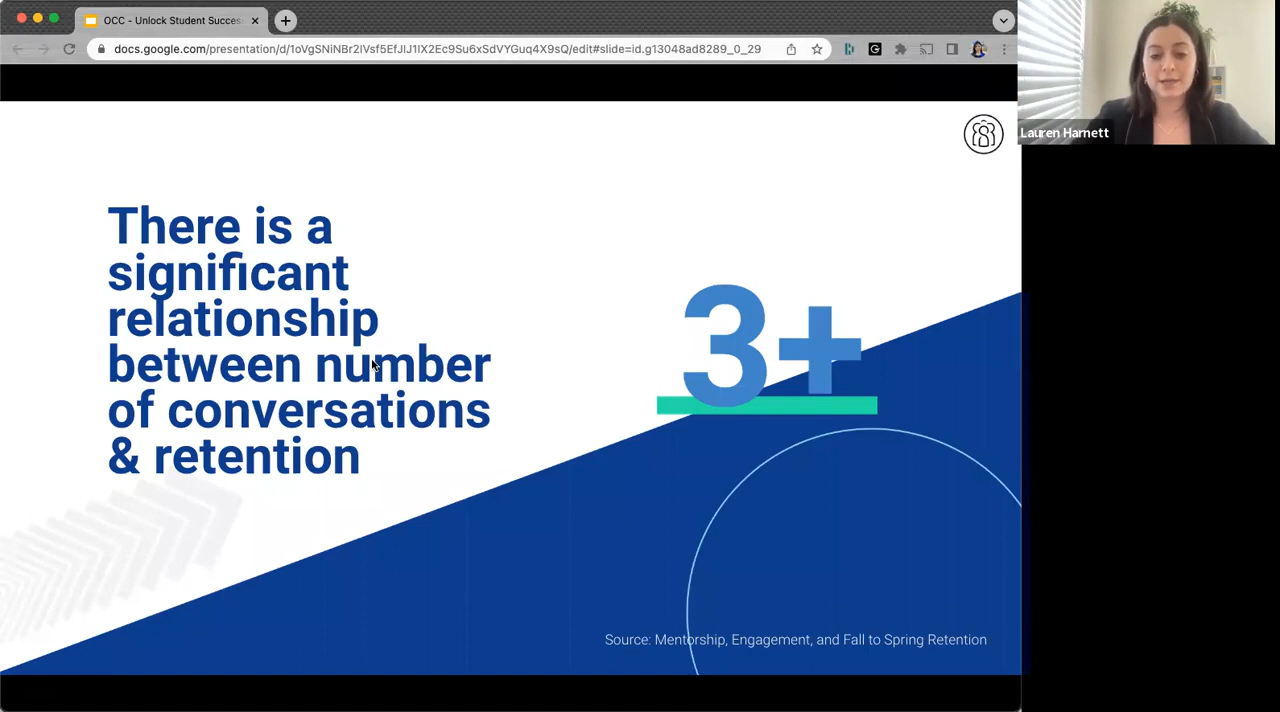 OCC - Unlock Student Succes
docs.google.com/presentation/d/1oVgSNiNBr2IVsf5EfJIJ1lX2Ec9Su6xSdVYGuq4X9sQ/edit#slide=id.g13048ad8289_0_29
Lauren Harnett
There is a
significant
relationship
between number
of conversations
& retention
3+
Source: Mentorship, Engagement, and Fall to Spring Retention